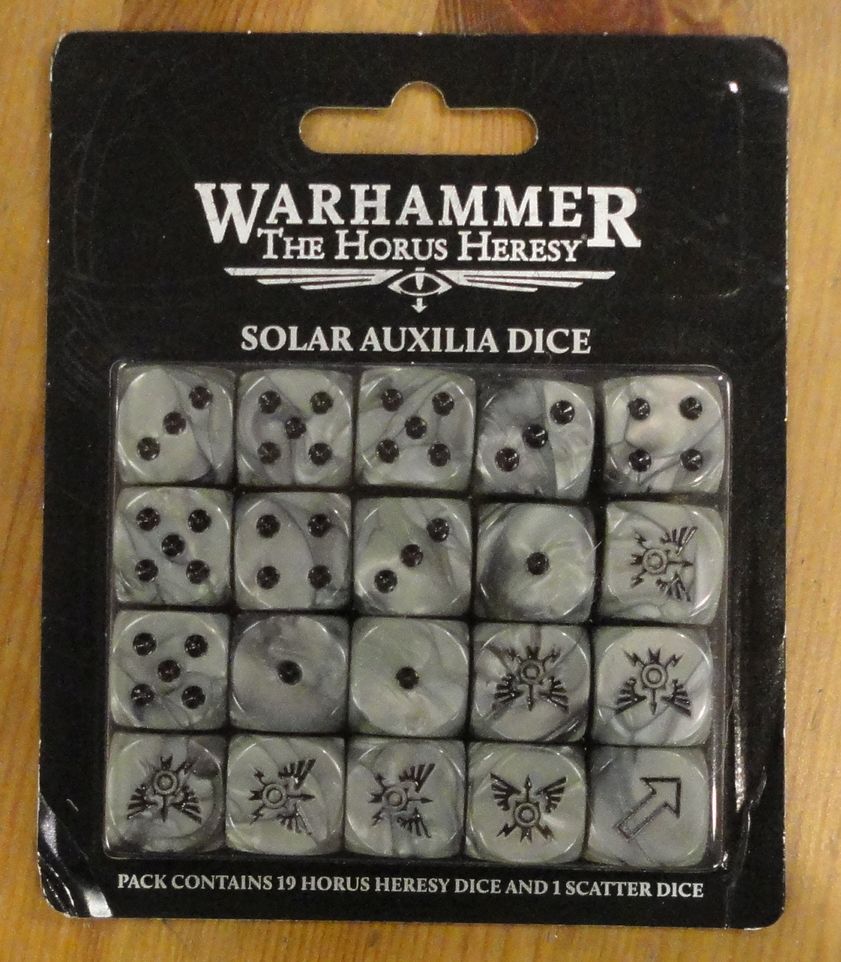 WARHAMMER
THE HORUS HERESY
SOLAR AUXILIA DICE
PACK CONTAINS 19 HORUS HERESY DICE AND 1 SCATTER DICE